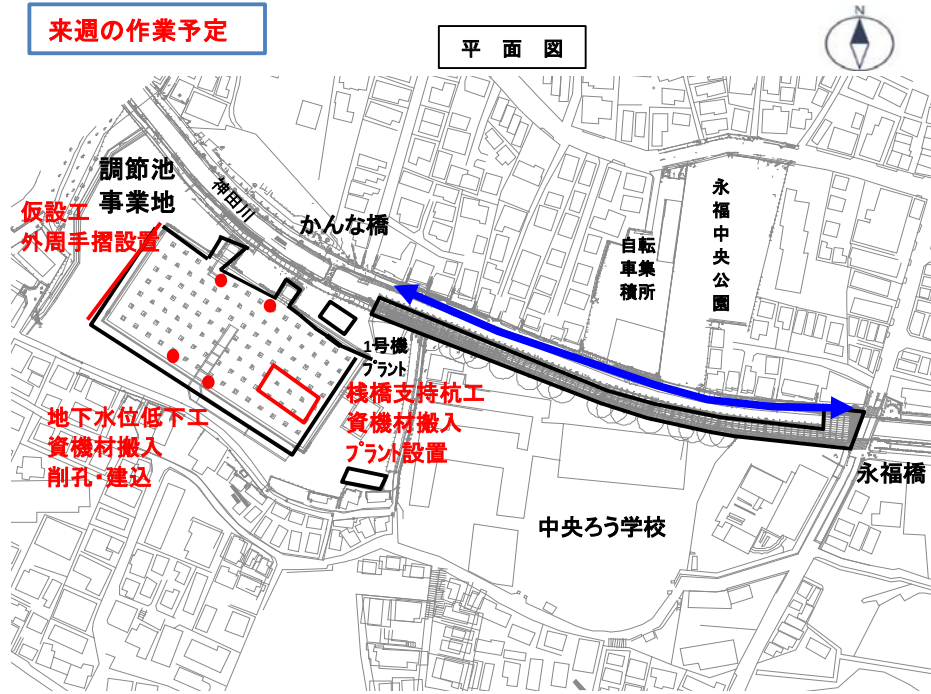 来週の作業予定
平面図
N
調節池
事業地
神田川
かんな橋
仮設工
外周手摺設置
永福中央公園
自転
車集
積所
1号機
プラント
桟橋支持杭工
資機材搬入
プラント設置
地下水位低下工
資機材搬入
削孔・建込
永福橋
中央ろう学校